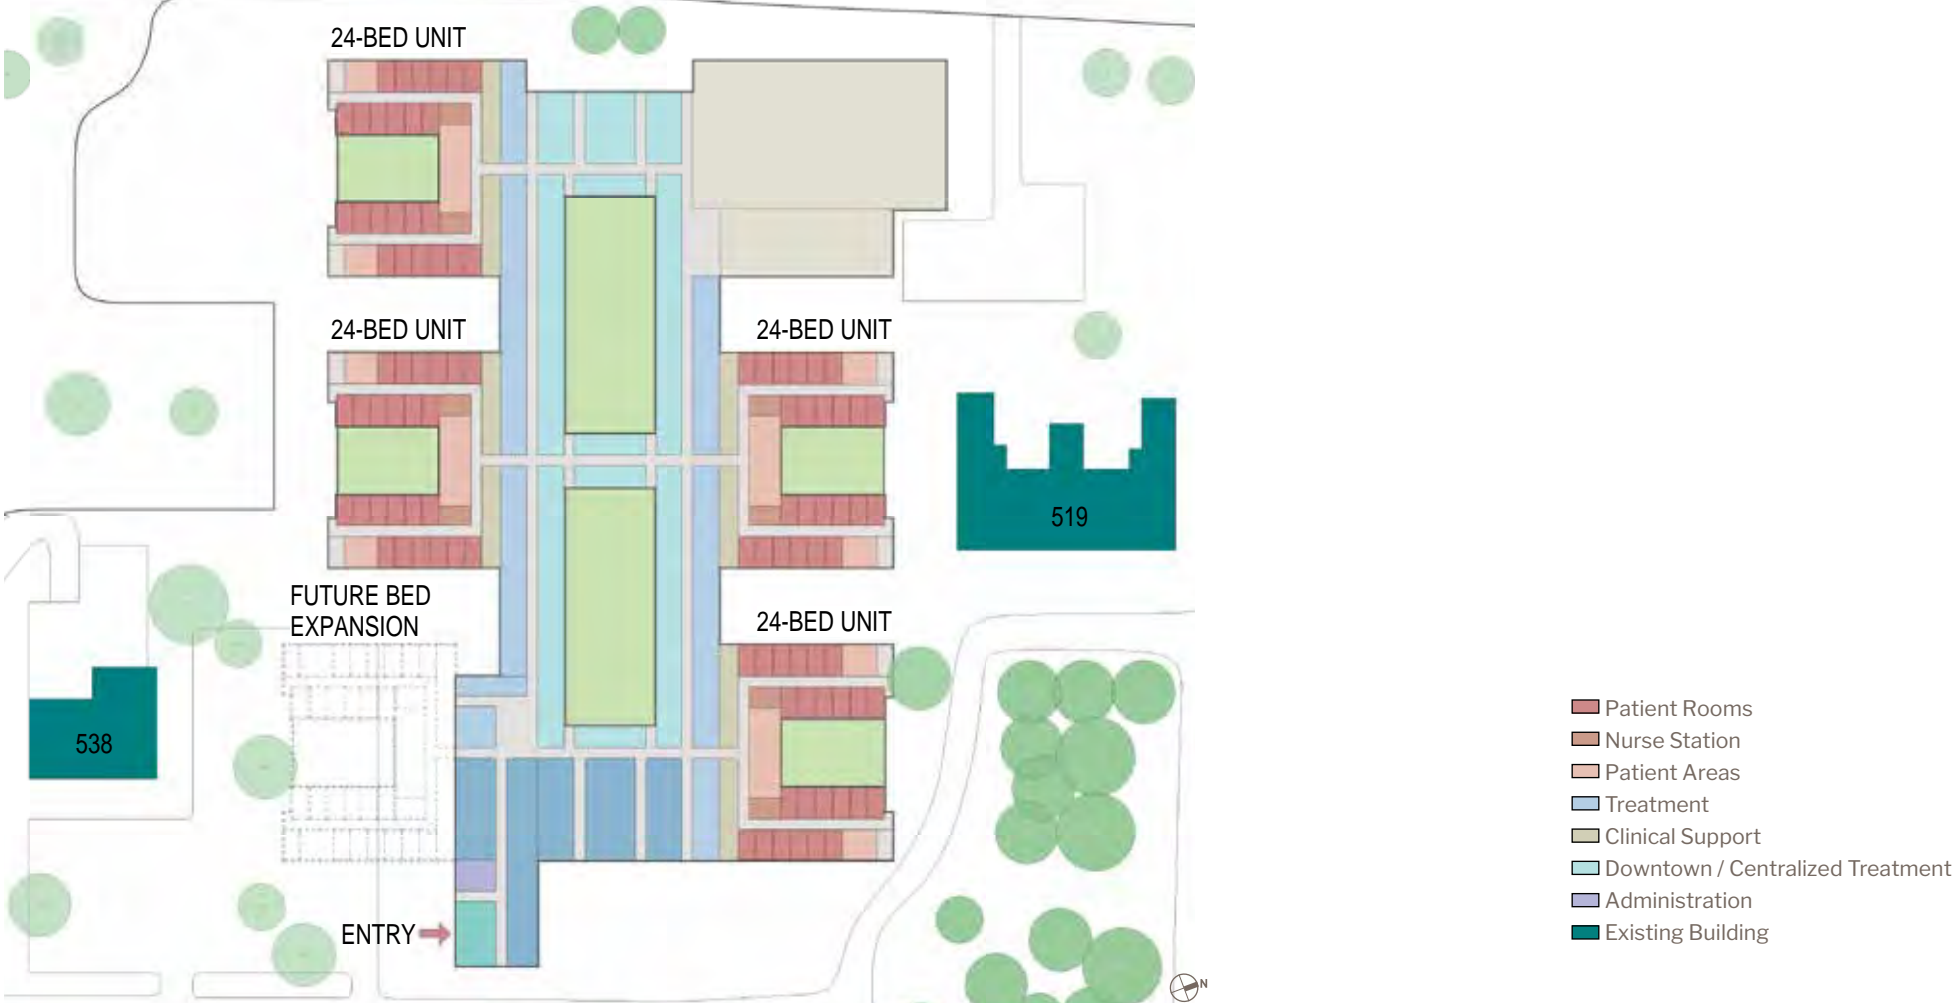 24-BED UNIT
24-BED UNIT
24-BED UNIT
519
FUTURE BED
EXPANSION
24-BED UNIT
538
ENTRY
N
Patient Rooms
Nurse Station
Patient Areas
Treatment
Clinical Support
Downtown / Centralized Treatment
Administration
Existing Building